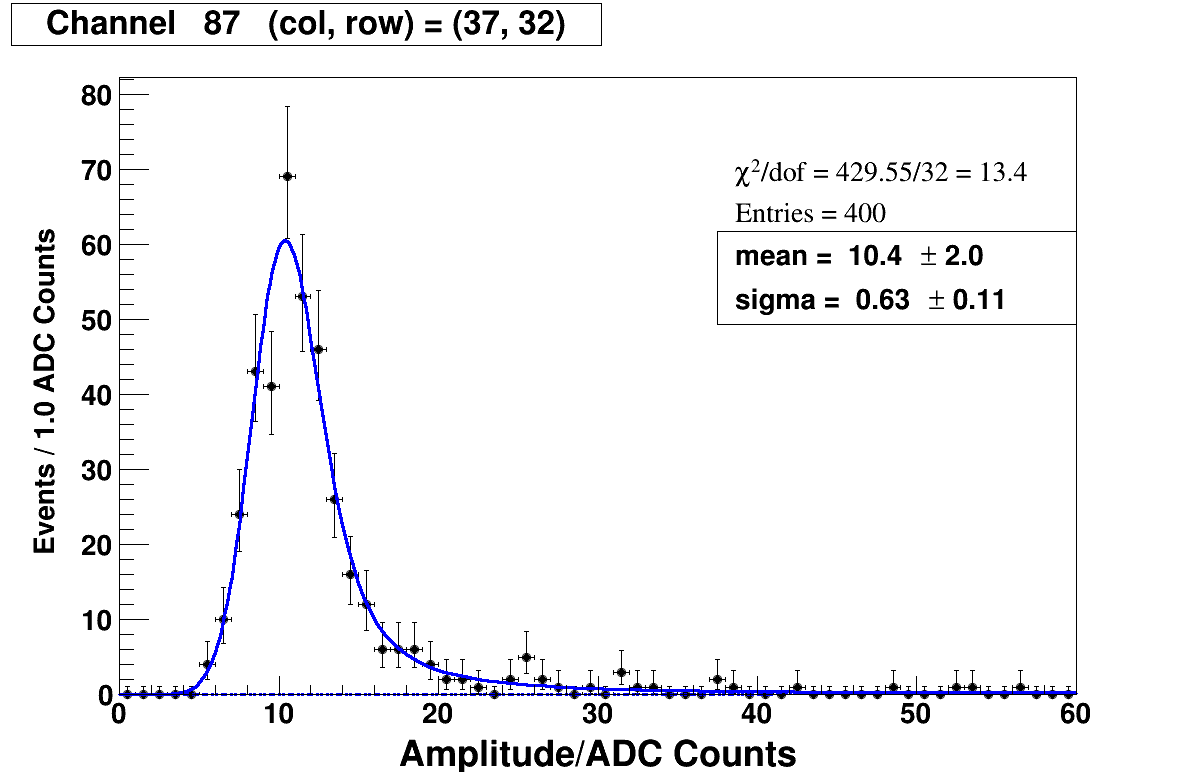 Channel 87 (col, row) = (37, 32)
80
70
60
50
40
30
20
10
0
Events / 1.0 ADC Counts
χ²/dof = 429.55/32 = 13.4
Entries = 400
mean = 10.4 ± 2.0
sigma = 0.63 ± 0.11
0 10 20 30 40 50 60
Amplitude/ADC Counts